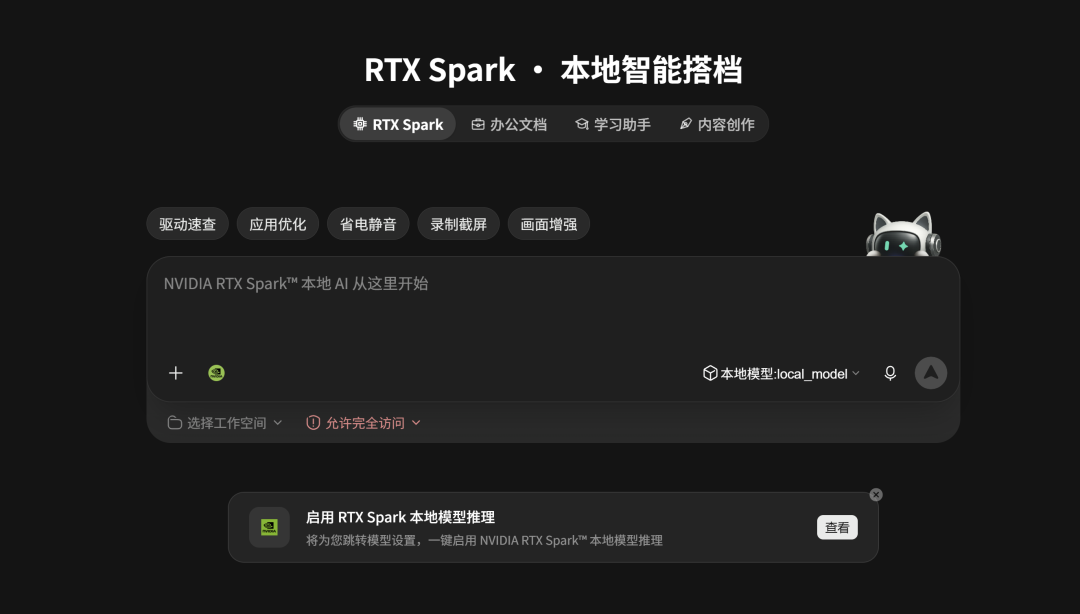 RTX Spark · 本地智能搭档
RTX Spark 办公文档 学习助手 内容创作
驱动速查 应用优化 省电静音 录制截屏 画面增强
NVIDIA RTX Spark™ 本地 AI 从这里开始
本地模型:local_model
选择工作空间 允许完全访问
启用 RTX Spark 本地模型推理
将为您跳转模型设置，一键启用 NVIDIA RTX Spark™ 本地模型推理
查看